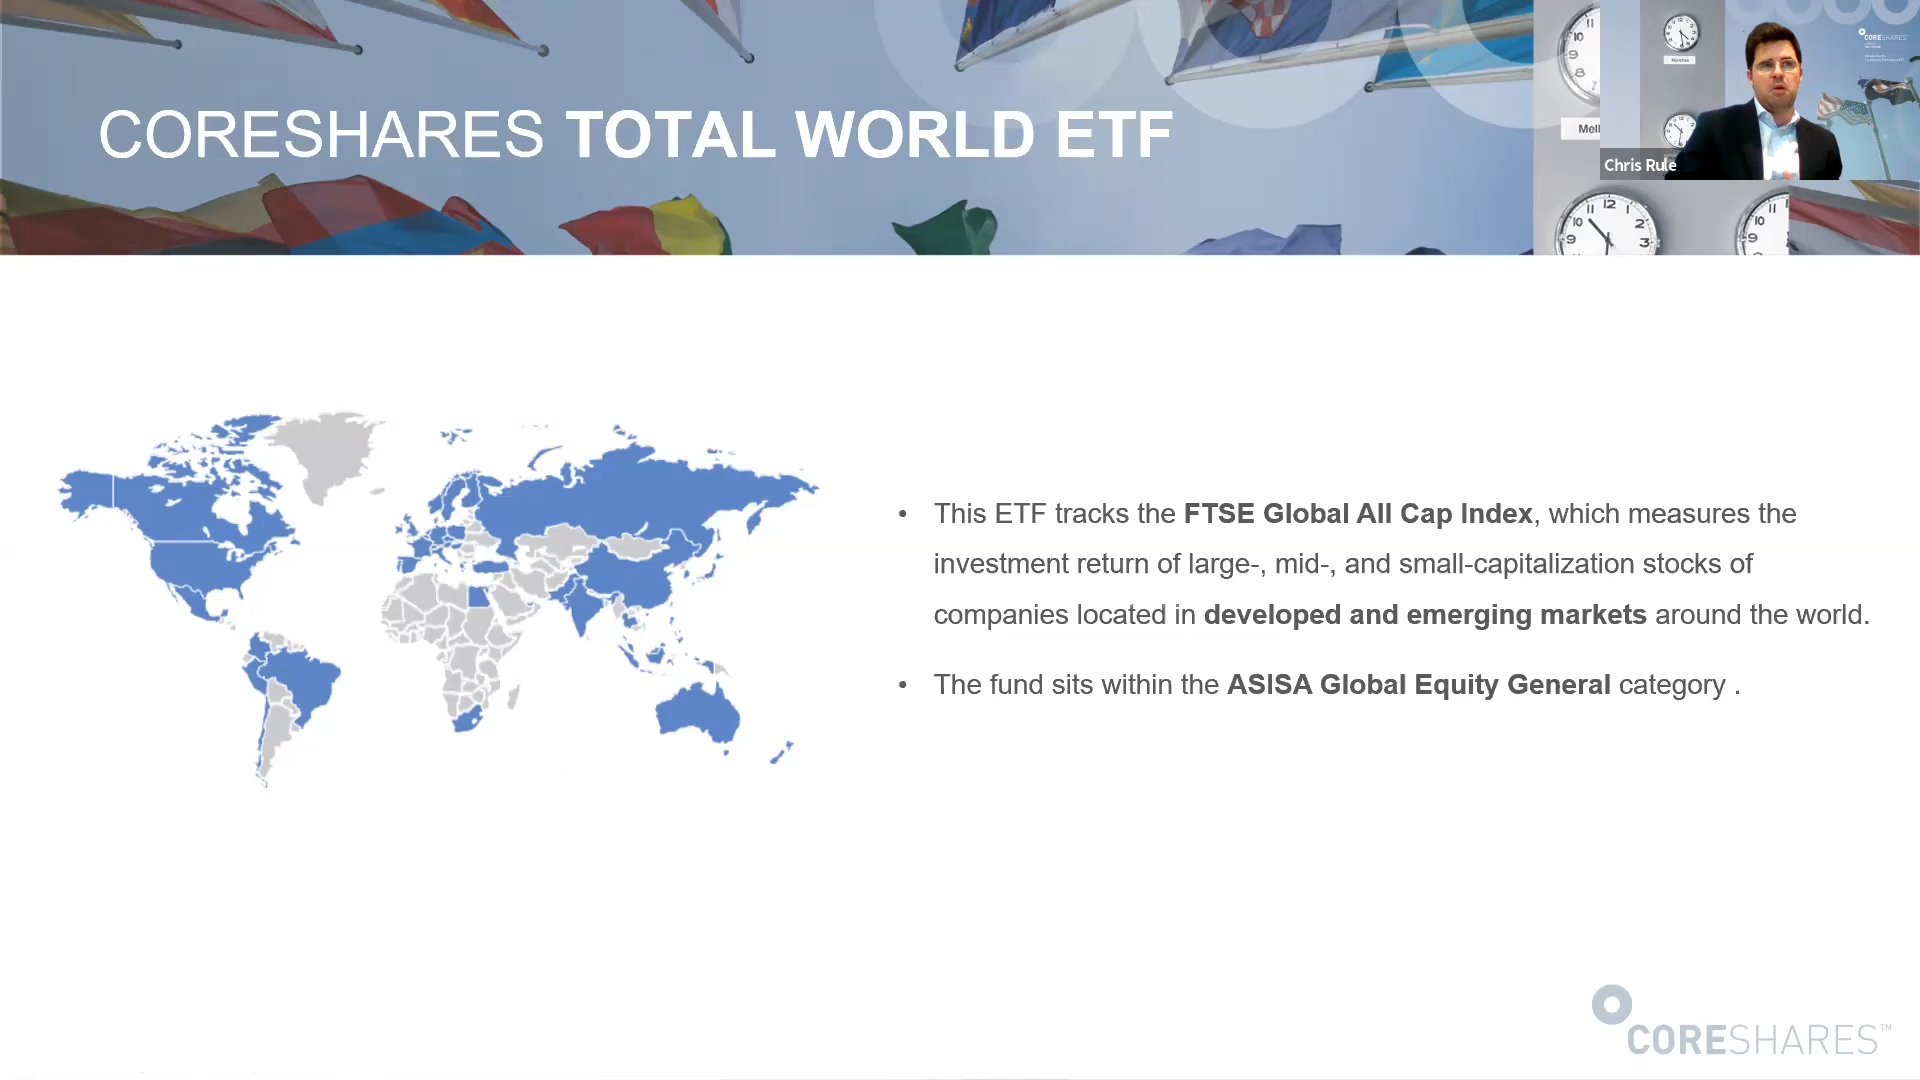 CORESHARES TOTAL WORLD ETF
Chris Rule
• This ETF tracks the FTSE Global All Cap Index, which measures the
investment return of large-, mid-, and small-capitalization stocks of
companies located in developed and emerging markets around the world.
• The fund sits within the ASISA Global Equity General category .
CORESHARES™